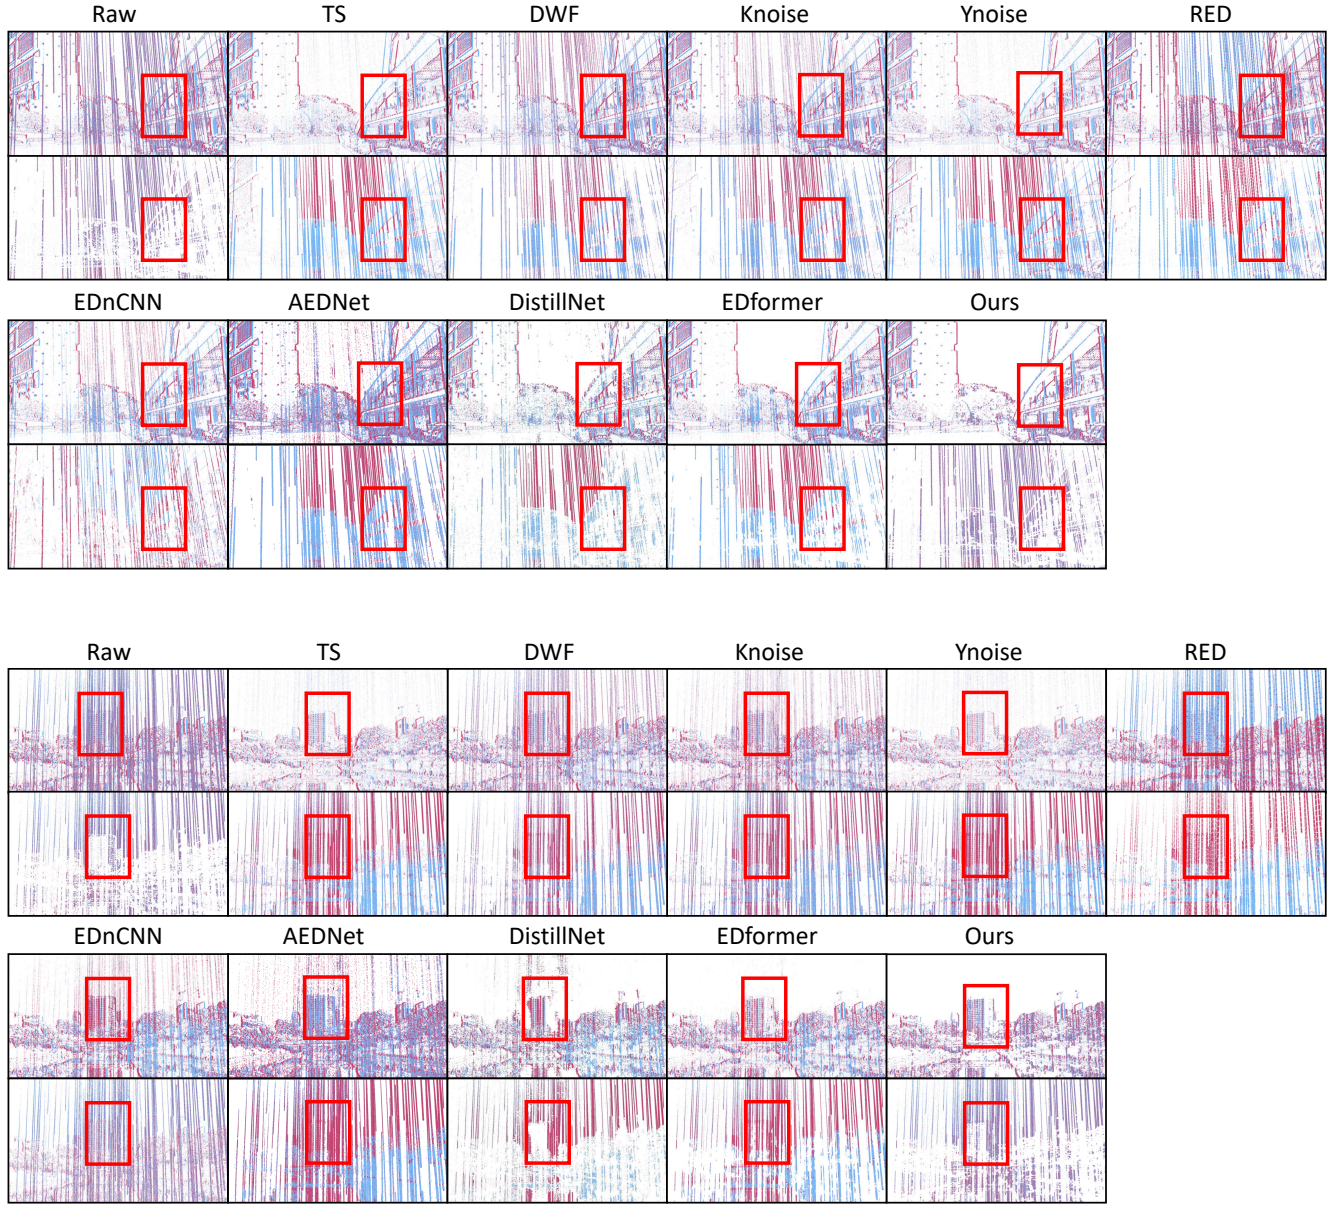 Raw TS DWF Knoise Ynoise RED
EDnCNN AEDNet DistillNet EDformer Ours
Raw TS DWF Knoise Ynoise RED
EDnCNN AEDNet DistillNet EDformer Ours